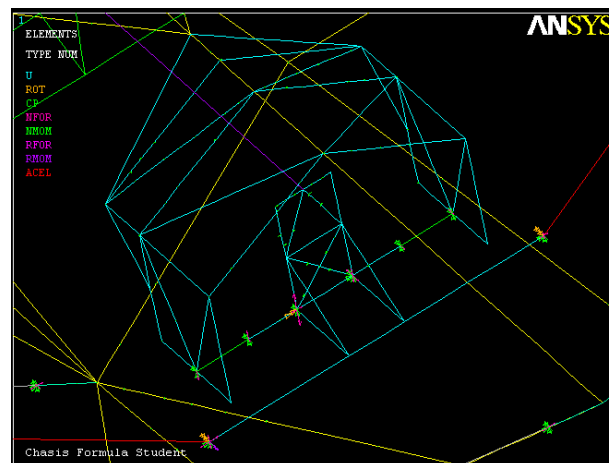 1
ANSYS
ELEMENTS
TYPE NUM
U
ROT
CP
NFOR
NMOM
RFOR
RMOM
ACEL
Chasis Formula Student